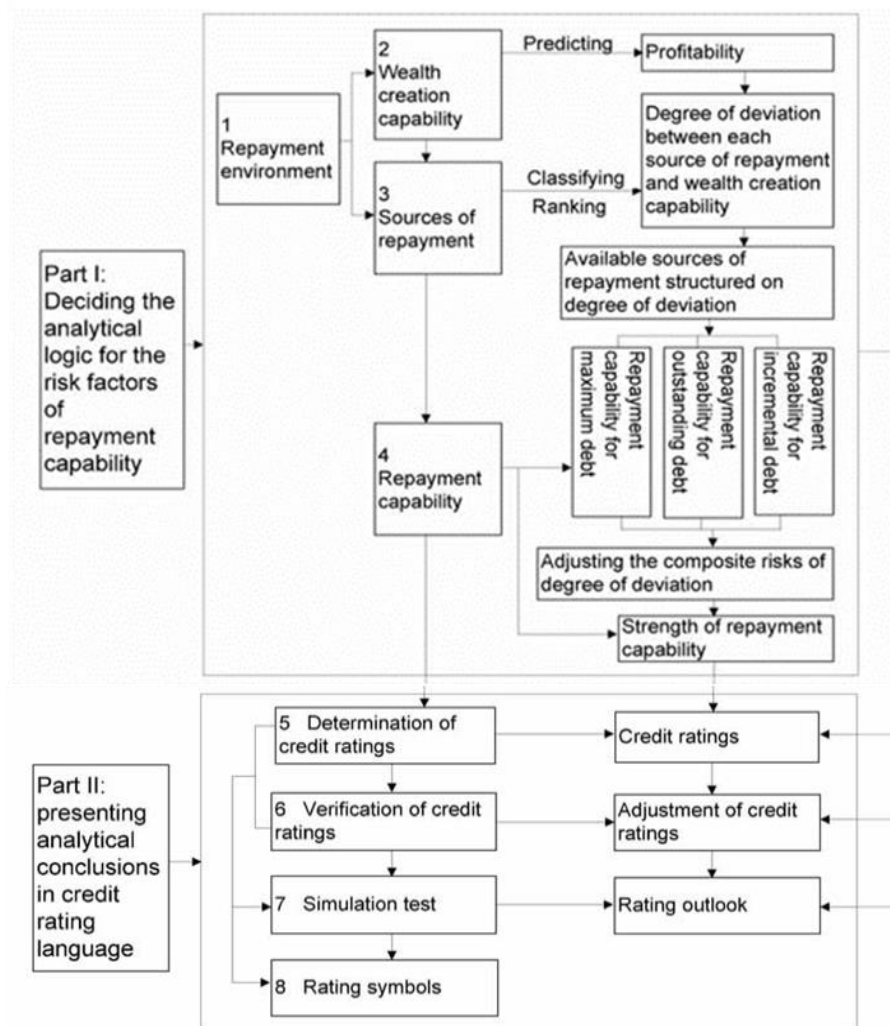 Part I:
Deciding the
analytical
logic for the
risk factors
of
repayment
capability
1
Repayment
environment
2
Wealth
creation
capability
3
Sources of
repayment
4
Repayment
capability
Predicting
Classifying
Ranking
Profitability
Degree of deviation
between each
source of repayment
and wealth creation
capability
Available sources of
repayment structured on
degree of deviation
Repayment
capability for
maximum debt
Repayment
capability for
outstanding debt
Repayment
capability for
incremental debt
Adjusting the composite risks of
degree of deviation
Strength of repayment
capability
Part II:
presenting
analytical
conclusions
in credit
rating
language
5 Determination of
credit ratings
6 Verification of credit
ratings
7 Simulation test
8 Rating symbols
Credit ratings
Adjustment of credit
ratings
Rating outlook